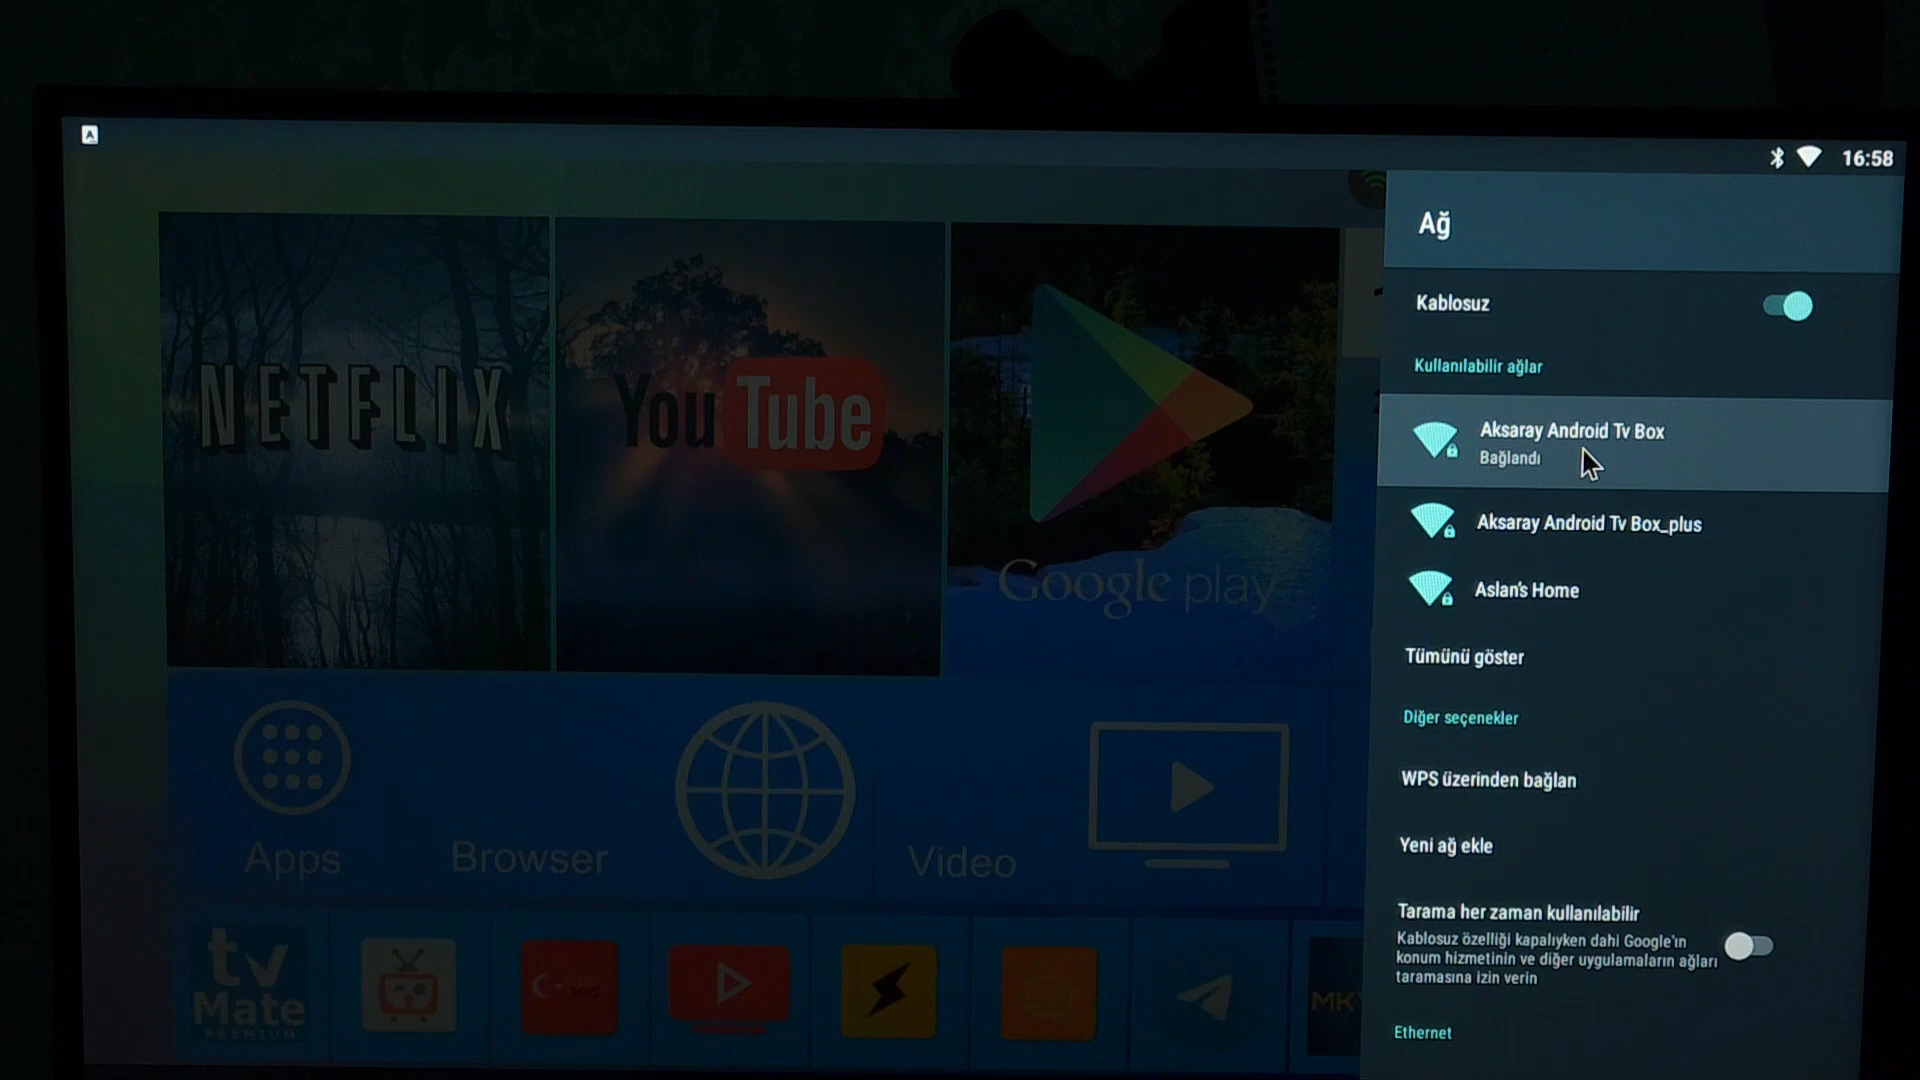 A
16:58
Ağ
Kablosuz
Kullanılabilir ağlar
Aksaray Android Tv Box
Bağlandı
Aksaray Android Tv Box_plus
Aslan's Home
Tümünü göster
Diğer seçenekler
WPS üzerinden bağlan
Yeni ağ ekle
Tarama her zaman kullanılabilir
Kablosuz özelliği kapalıyken dahi Google'ın
konum hizmetinin ve diğer uygulamaların ağları
taramasına izin verin
Ethernet
NETFLIX
YouTube
Google play
Apps
Browser
Video
tv
Mate
PREMIUM